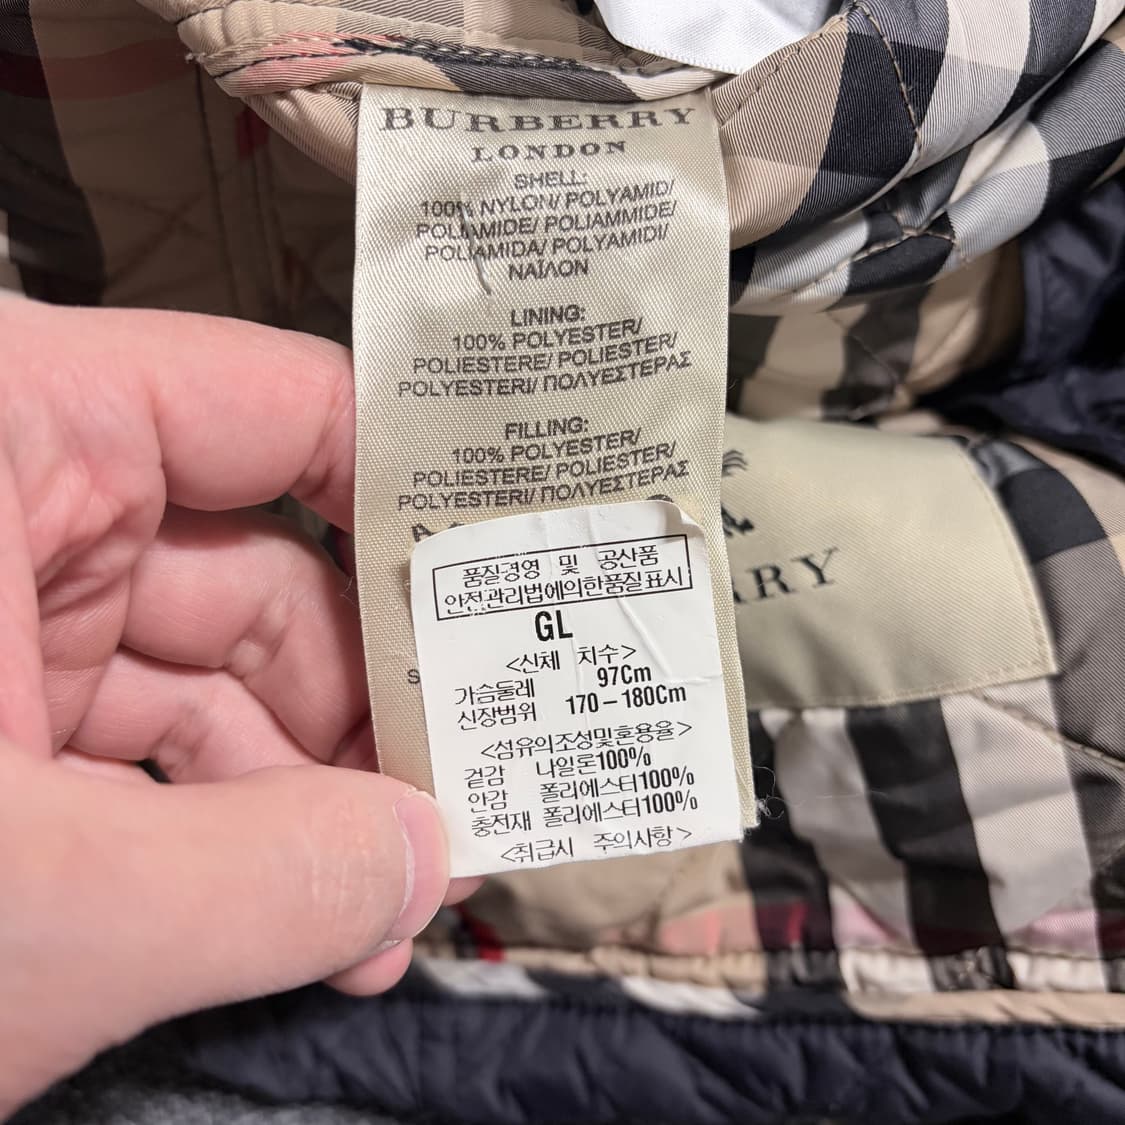 BURBERRY
LONDON
SHELL:
100% NYLON/ POLYAMID/
POLIAMIDE/ POLIAMMIDE/
POLIAMIDA/ POLYAMIDI/
ΝΑΪΛΟΝ
LINING:
100% POLYESTER/
POLIESTERE/ POLIESTER/
POLYESTERI/ ΠΟΛΥΕΣΤΕΡΑΣ
FILLING:
100% POLYESTER/
POLIESTERE/ POLIESTER/
POLYESTERI/ ΠΟΛΥΕΣΤΕΡΑΣ
품질경영 및 공산품
안전관리법에의한품질표시
GL
<신체 치수>
가슴둘레 97Cm
신장범위 170-180Cm
<섬유의조성및혼용율>
겉감 나일론100%
안감 폴리에스터100%
충전재 폴리에스터100%
<취급시 주의사항>